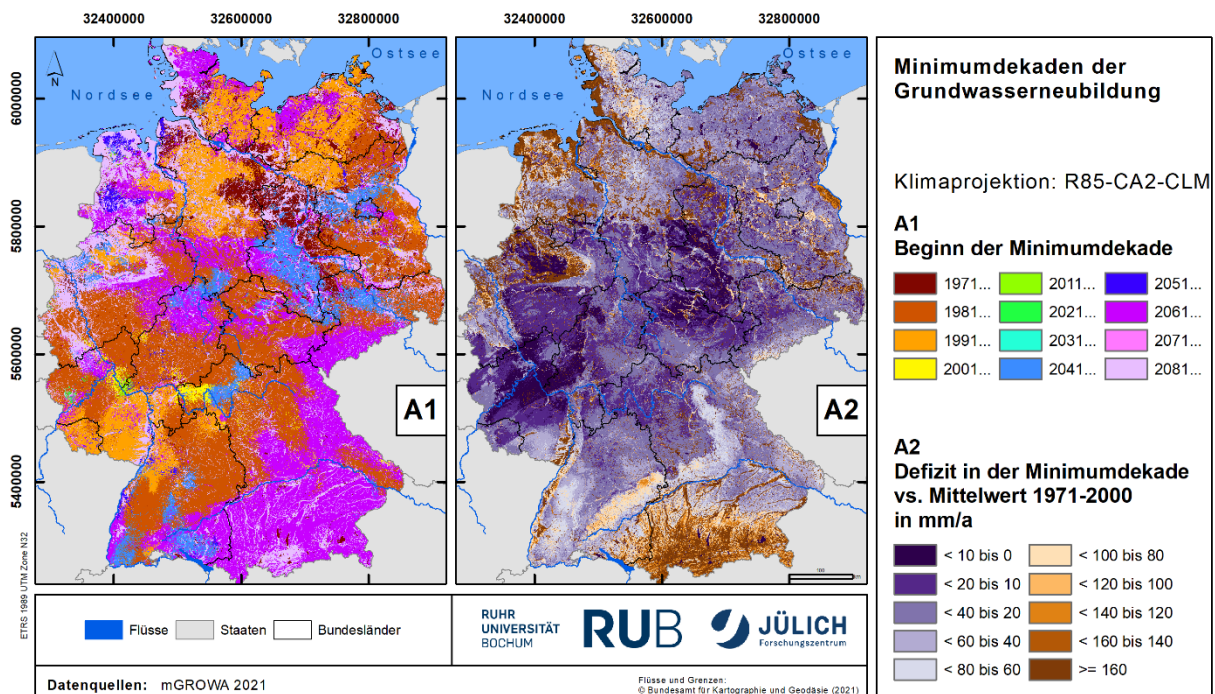 32400000 32600000 32800000
32400000 32600000 32800000
Ostsee
Nordsee
N
6000000
5800000
5600000
5400000
A1
Ostsee
Nordsee
A2
100
km
ETRS 1989 UTM Zone N32
Minimumdekaden der
Grundwasserneubildung
Klimaprojektion: R85-CA2-CLM
A1
Beginn der Minimumdekade
1971... 2011... 2051...
1981... 2021... 2061...
1991... 2031... 2071...
2001... 2041... 2081...
A2
Defizit in der Minimumdekade
vs. Mittelwert 1971-2000
in mm/a
< 10 bis 0 < 100 bis 80
< 20 bis 10 < 120 bis 100
< 40 bis 20 < 140 bis 120
< 60 bis 40 < 160 bis 140
< 80 bis 60 >= 160
Flüsse Staaten Bundesländer
RUHR
UNIVERSITÄT
BOCHUM
RUB
JÜLICH
Forschungszentrum
Datenquellen: mGROWA 2021
Flüsse und Grenzen:
© Bundesamt für Kartographie und Geodäsie (2021)